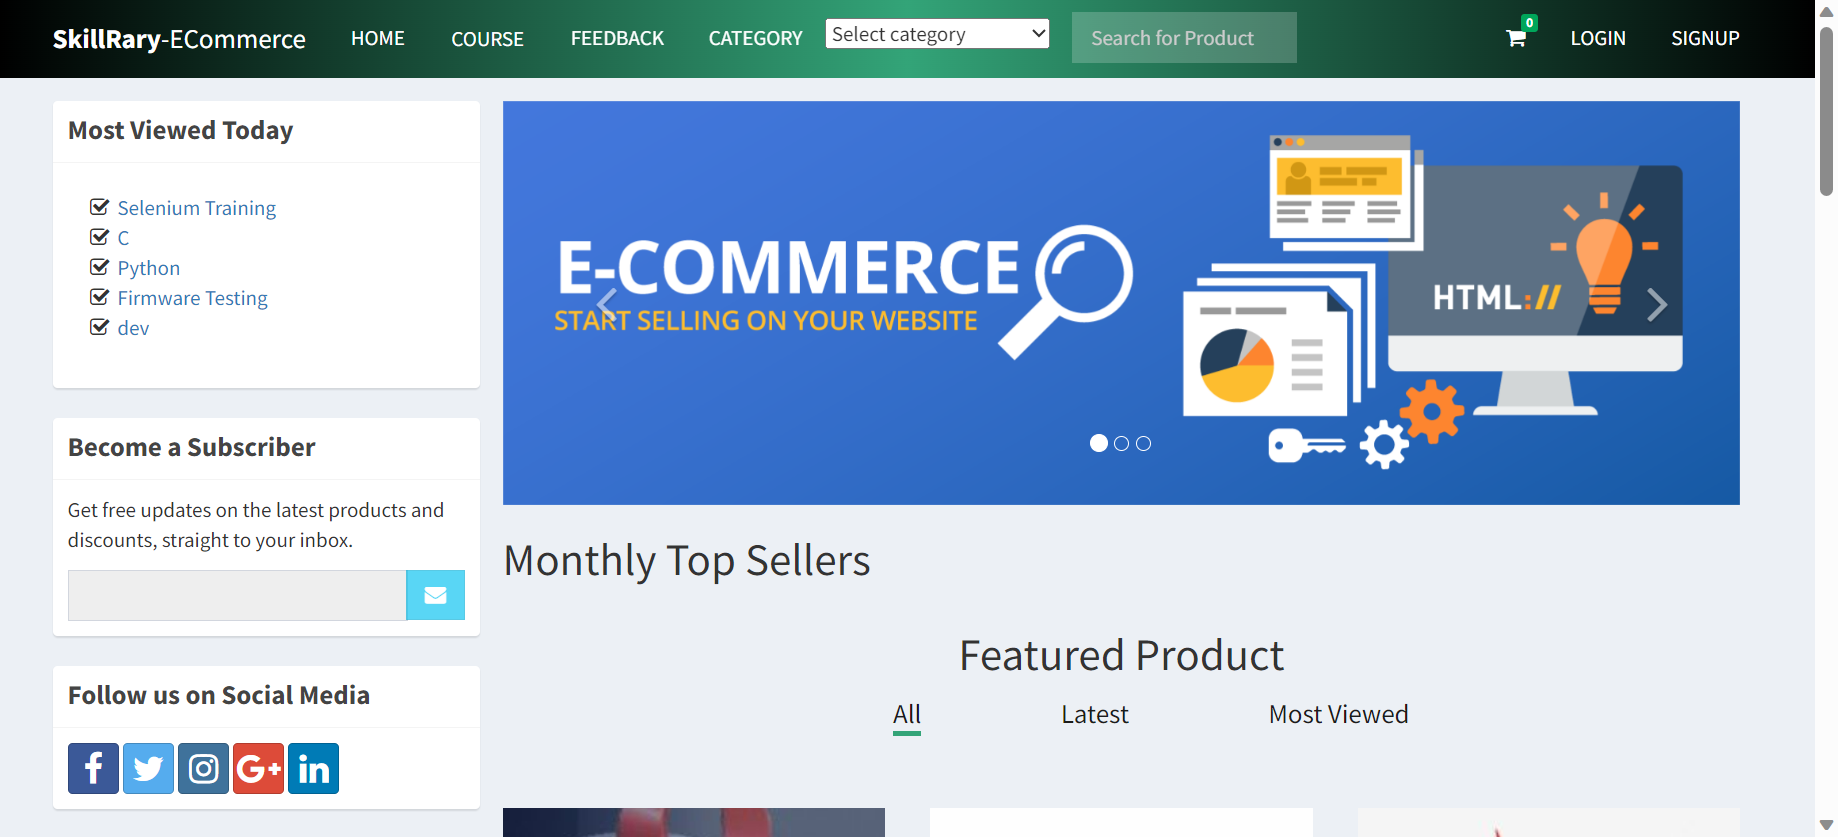 SkillRary-ECommerce HOME COURSE FEEDBACK CATEGORY Select category Search for Product 0 LOGIN SIGNUP
Most Viewed Today
Selenium Training
C
Python
Firmware Testing
dev
Become a Subscriber
Get free updates on the latest products and
discounts, straight to your inbox.
Follow us on Social Media
f G+ in
E-COMMERCE
START SELLING ON YOUR WEBSITE
HTML://
Monthly Top Sellers
Featured Product
All Latest Most Viewed